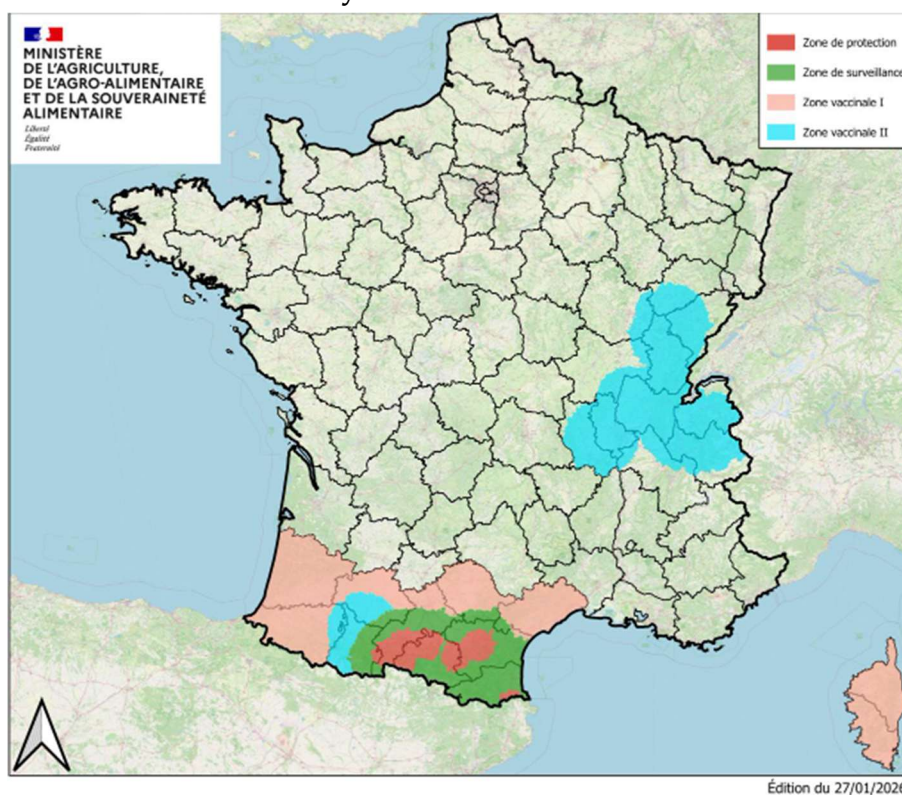 MINISTÈRE
DE L'AGRICULTURE,
DE L'AGRO-ALIMENTAIRE
ET DE LA SOUVERAINETÉ
ALIMENTAIRE
Liberté
Égalité
Fraternité
Zone de protection
Zone de surveillance
Zone vaccinale I
Zone vaccinale II
Édition du 27/01/2026